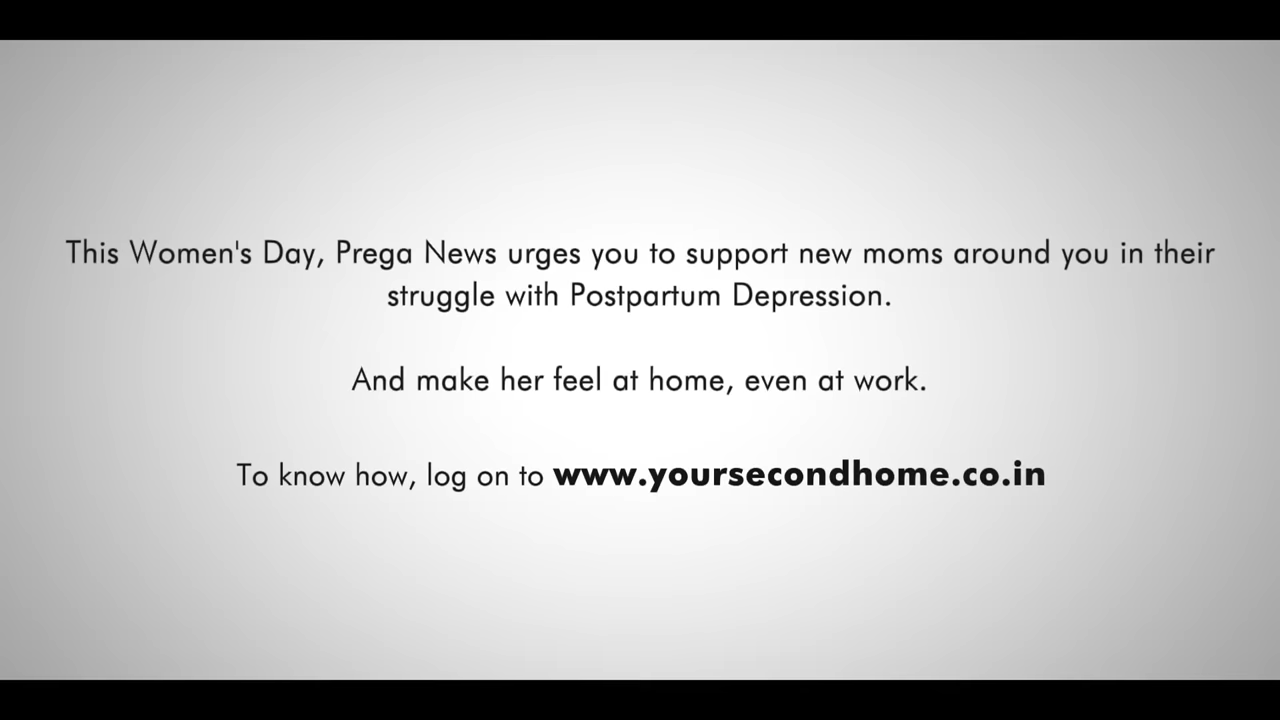 This Women's Day, Prega News urges you to support new moms around you in their
struggle with Postpartum Depression.
And make her feel at home, even at work.
To know how, log on to www.yoursecondhome.co.in